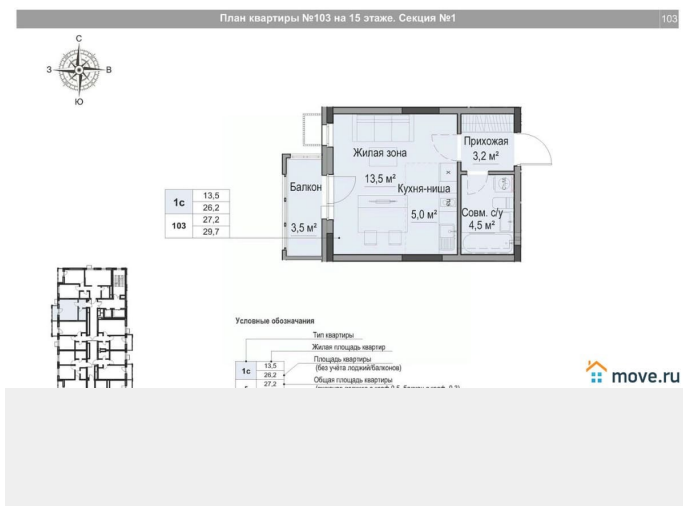 План квартиры №103 на 15 этаже. Секция №1
103
С
З
В
Ю
Прихожая
3,2 м²
Жилая зона
13,5 м²
Кухня-ниша
5,0 м²
Балкон
3,5 м²
Совм. с/у
4,5 м²
1с
13,5
26,2
103
27,2
29,7
Условные обозначания
Тип квартиры
Жилая площадь квартир
Площадь квартиры
(без учёта лоджий/балконов)
Общая площадь квартиры
1с
13,5
26,2
27,2
move.ru